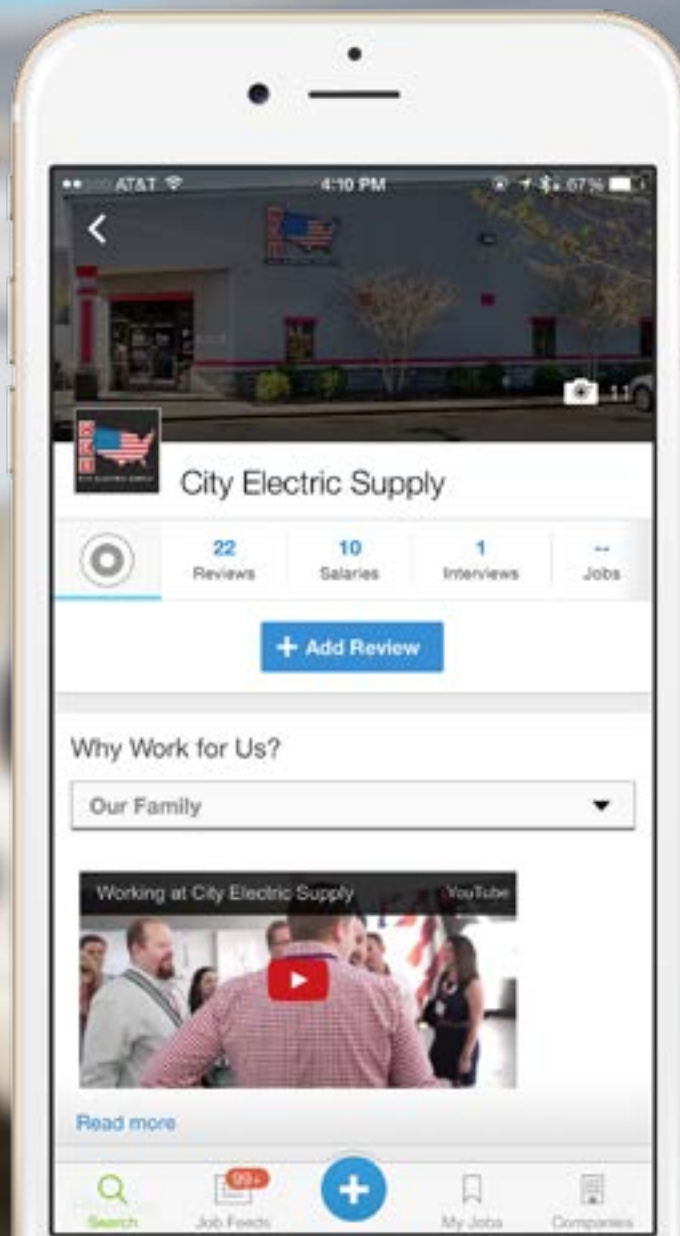 AT&T 4:10 PM 67%
11
City Electric Supply
22 10 1 --
Reviews Salaries Interviews Jobs
+ Add Review
Why Work for Us?
Our Family
Working at City Electric Supply YouTube
Read more
99+
Search Job Feeds My Jobs Companies